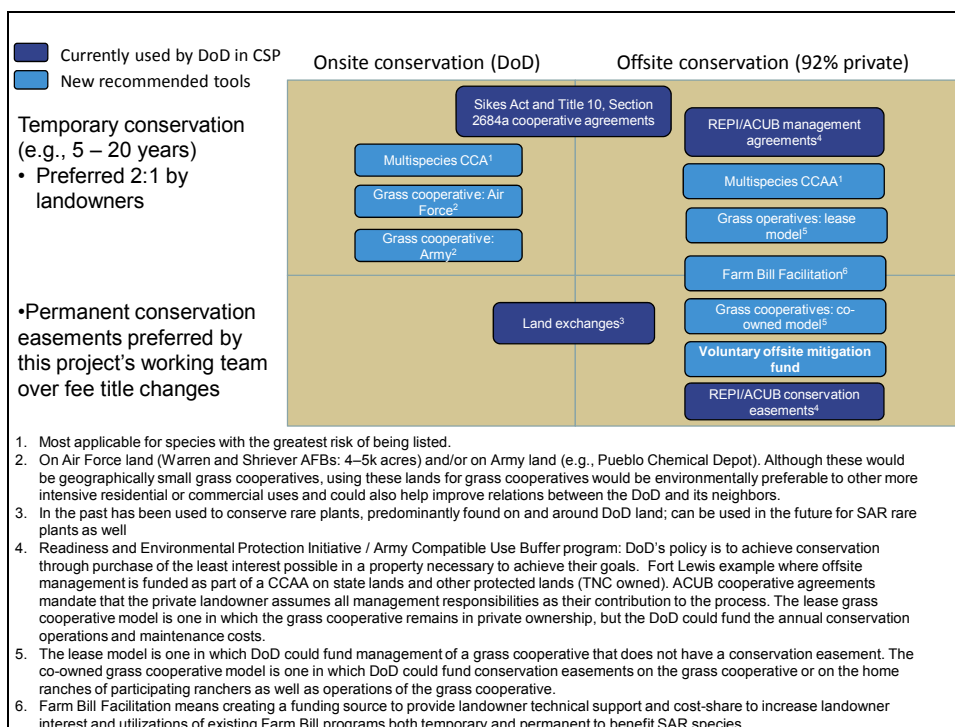 Currently used by DoD in CSP
New recommended tools
Onsite conservation (DoD)
Offsite conservation (92% private)
Temporary conservation
(e.g., 5 – 20 years)
• Preferred 2:1 by
landowners
•Permanent conservation
easements preferred by
this project's working team
over fee title changes
Sikes Act and Title 10, Section
2684a cooperative agreements
REPI/ACUB management
agreements4
Multispecies CCA1
Multispecies CCAA1
Grass cooperative: Air
Force2
Grass operatives: lease
model5
Grass cooperative:
Army2
Farm Bill Facilitation6
Land exchanges3
Grass cooperatives: co-
owned model5
Voluntary offsite mitigation
fund
REPI/ACUB conservation
easements4
1. Most applicable for species with the greatest risk of being listed.
2. On Air Force land (Warren and Shriever AFBs: 4–5k acres) and/or on Army land (e.g., Pueblo Chemical Depot). Although these would
be geographically small grass cooperatives, using these lands for grass cooperatives would be environmentally preferable to other more
intensive residential or commercial uses and could also help improve relations between the DoD and its neighbors.
3. In the past has been used to conserve rare plants, predominantly found on and around DoD land; can be used in the future for SAR rare
plants as well
4. Readiness and Environmental Protection Initiative / Army Compatible Use Buffer program: DoD's policy is to achieve conservation
through purchase of the least interest possible in a property necessary to achieve their goals. Fort Lewis example where offsite
management is funded as part of a CCAA on state lands and other protected lands (TNC owned). ACUB cooperative agreements
mandate that the private landowner assumes all management responsibilities as their contribution to the process. The lease grass
cooperative model is one in which the grass cooperative remains in private ownership, but the DoD could fund the annual conservation
operations and maintenance costs.
5. The lease model is one in which DoD could fund management of a grass cooperative that does not have a conservation easement. The
co-owned grass cooperative model is one in which DoD could fund conservation easements on the grass cooperative or on the home
ranches of participating ranchers as well as operations of the grass cooperative.
6. Farm Bill Facilitation means creating a funding source to provide landowner technical support and cost-share to increase landowner
interest and utilizations of existing Farm Bill programs both temporary and permanent to benefit SAR species